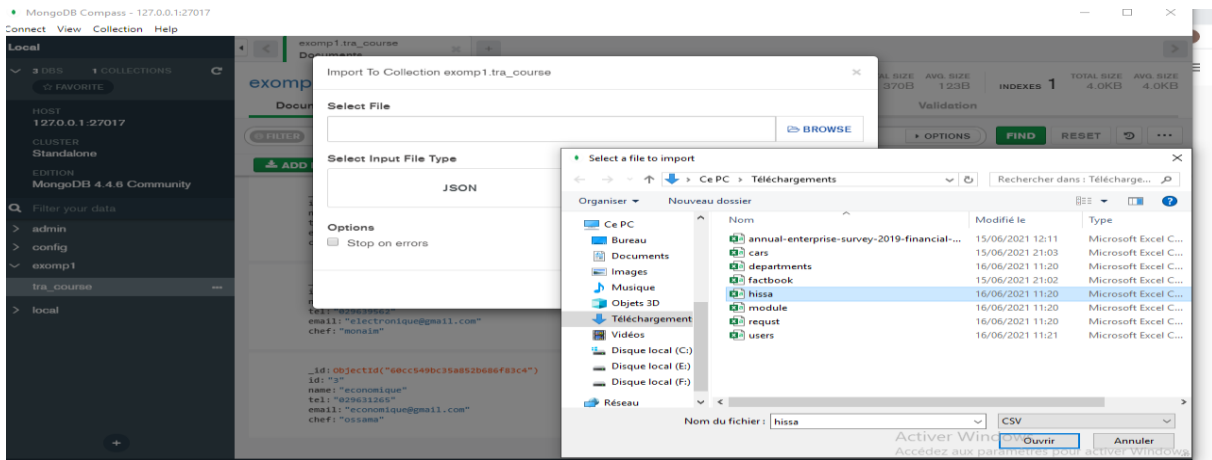 MongoDB Compass - 127.0.0.1:27017
Connect View Collection Help
Local
3 DBS 1 COLLECTIONS
FAVORITE
HOST
127.0.0.1:27017
CLUSTER
Standalone
EDITION
MongoDB 4.4.6 Community
Filter your data
admin
config
exomp1
tra_course
local
exomp1.tra_course
Documents
exomp
Docum
FILTER
ADD
AL SIZE AVG. SIZE
370B 123B
INDEXES 1
TOTAL SIZE AVG. SIZE
4.0KB 4.0KB
Validation
OPTIONS
FIND
RESET
Import To Collection exomp1.tra_course
Select File
BROWSE
Select Input File Type
JSON
Options
Stop on errors
tel: "029639562"
email: "electronique@gmail.com"
chef: "monaim"
id: "3"
name: "economique"
tel: "029631265"
email: "economique@gmail.com"
chef: "ossama"
Select a file to import
Ce PC > Téléchargements
Rechercher dans : Télécharge...
Organiser
Nouveau dossier
Ce PC
Bureau
Documents
Images
Musique
Objets 3D
Téléchargement
Vidéos
Disque local (C:)
Disque local (E:)
Disque local (F:)
Réseau
Nom Modifié le Type
annual-enterprise-survey-2019-financial-... 15/06/2021 12:11 Microsoft Excel C...
cars 15/06/2021 21:03 Microsoft Excel C...
departments 16/06/2021 11:20 Microsoft Excel C...
factbook 15/06/2021 21:02 Microsoft Excel C...
hissa 16/06/2021 11:20 Microsoft Excel C...
module 16/06/2021 11:20 Microsoft Excel C...
requst 16/06/2021 11:20 Microsoft Excel C...
users 16/06/2021 11:21 Microsoft Excel C...
Nom du fichier : hissa
CSV
Ouvrir
Annuler
Activer Windows
Accédez aux paramètres pour activer Windows.